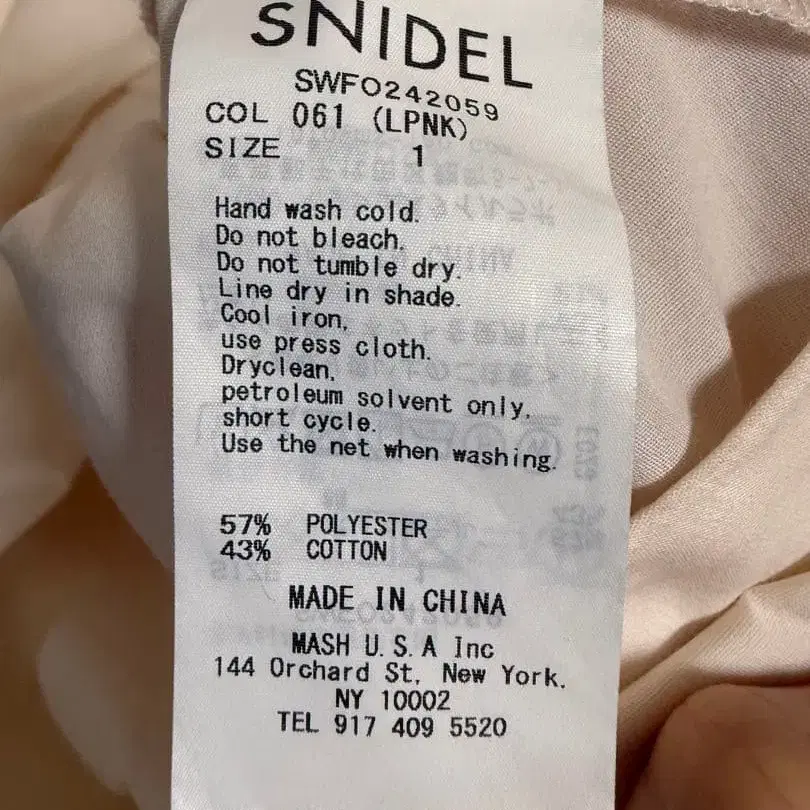 SNIDEL
SWFO242059
COL 061 (LPNK)
SIZE 1
Hand wash cold.
Do not bleach.
Do not tumble dry.
Line dry in shade.
Cool iron,
use press cloth.
Dryclean,
petroleum solvent only,
short cycle.
Use the net when washing.
57% POLYESTER
43% COTTON
MADE IN CHINA
MASH U.S.A Inc
144 Orchard St, New York.
NY 10002
TEL 917 409 5520